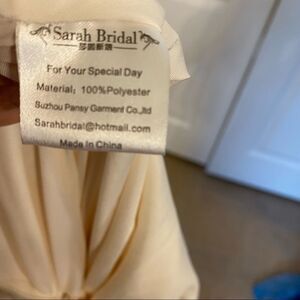 Sarah Bridal
For Your Special Day
Material: 100%Polyester
Suzhou Pansy Garment Co.,ltd
Sarahbridal@hotmail.com
Made In China